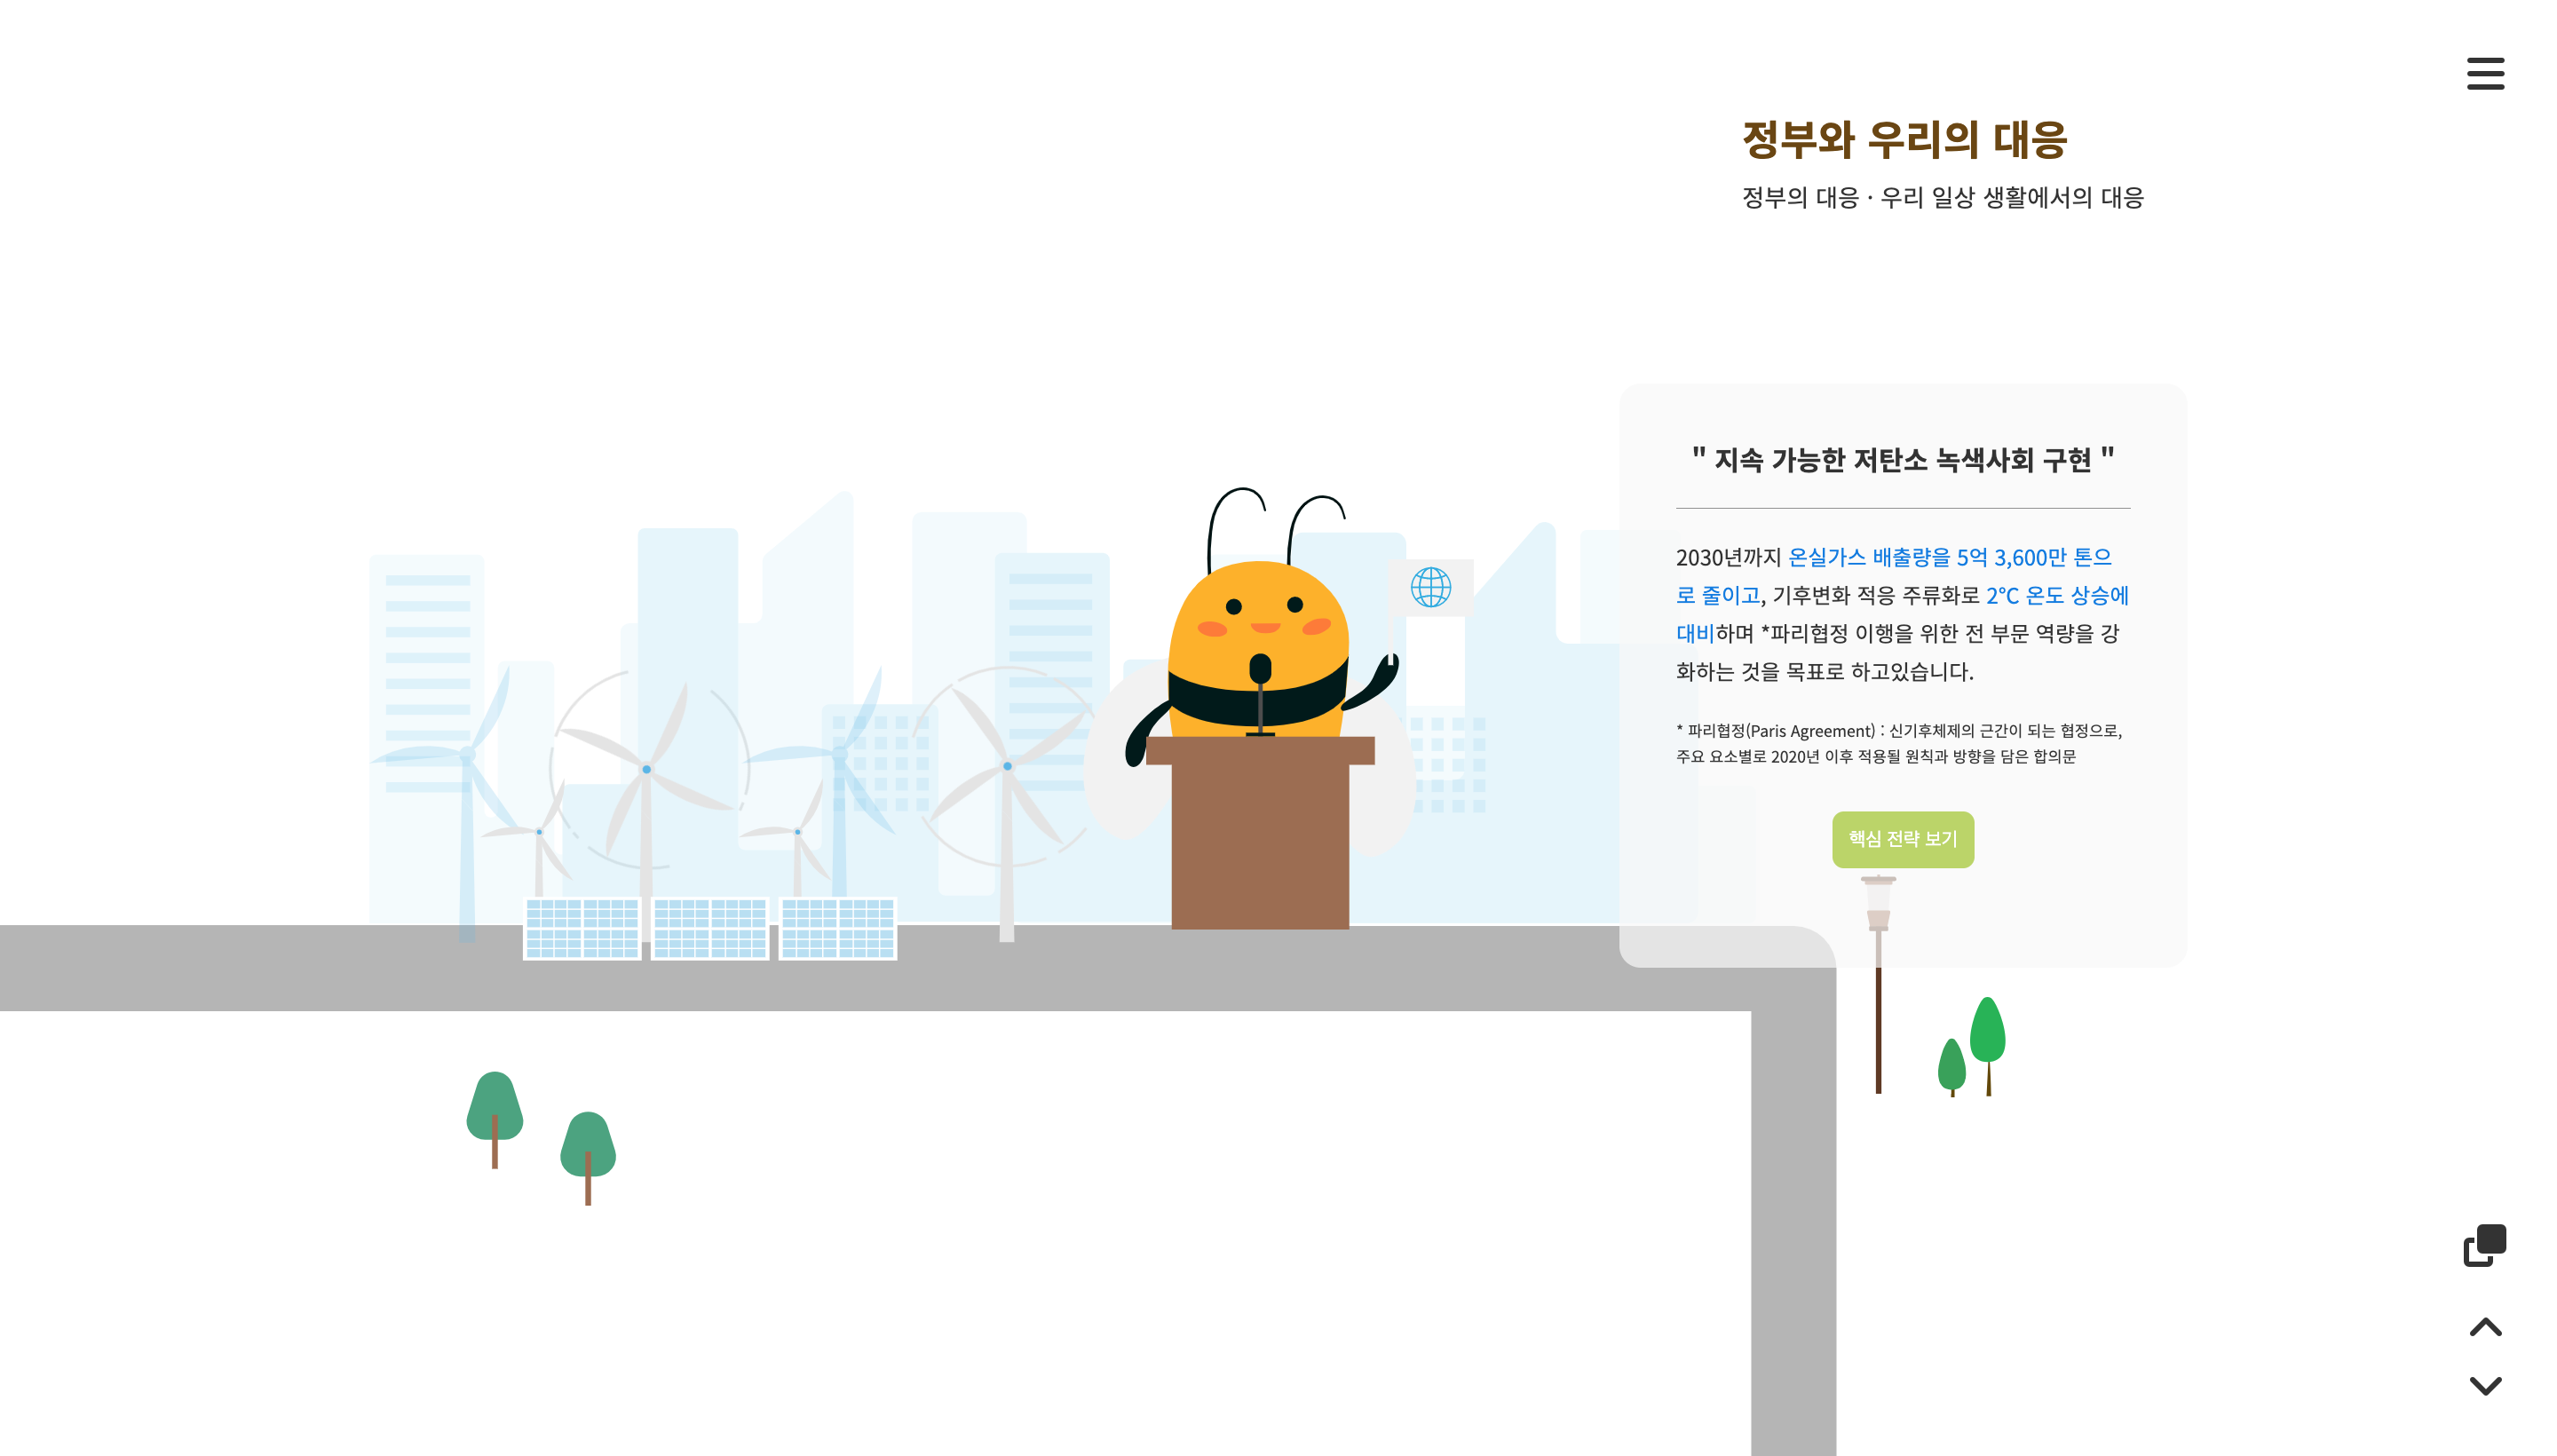 정부와 우리의 대응
정부의 대응 · 우리 일상 생활에서의 대응
" 지속 가능한 저탄소 녹색사회 구현 "
2030년까지 온실가스 배출량을 5억 3,600만 톤으
로 줄이고, 기후변화 적응 주류화로 2℃ 온도 상승에
대비하며 *파리협정 이행을 위한 전 부문 역량을 강
화하는 것을 목표로 하고있습니다.
* 파리협정(Paris Agreement) : 신기후체제의 근간이 되는 협정으로,
주요 요소별로 2020년 이후 적용될 원칙과 방향을 담은 합의문
핵심 전략 보기